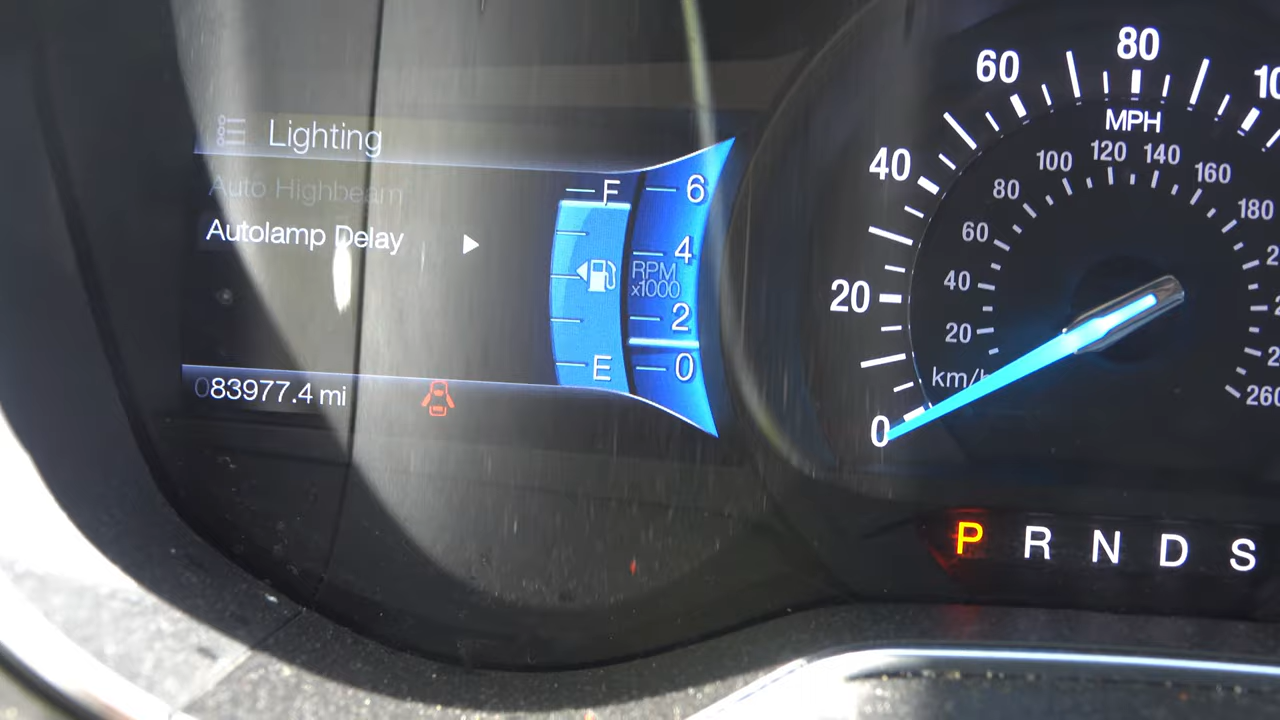 Lighting
Auto Highbeam
Autolamp Delay
083977.4 mi
F
E
6
4
RPM
x1000
2
0
0
20
40
60
80
MPH
20
40
60
80
100
120
140
160
180
260
km/h
P R N D S